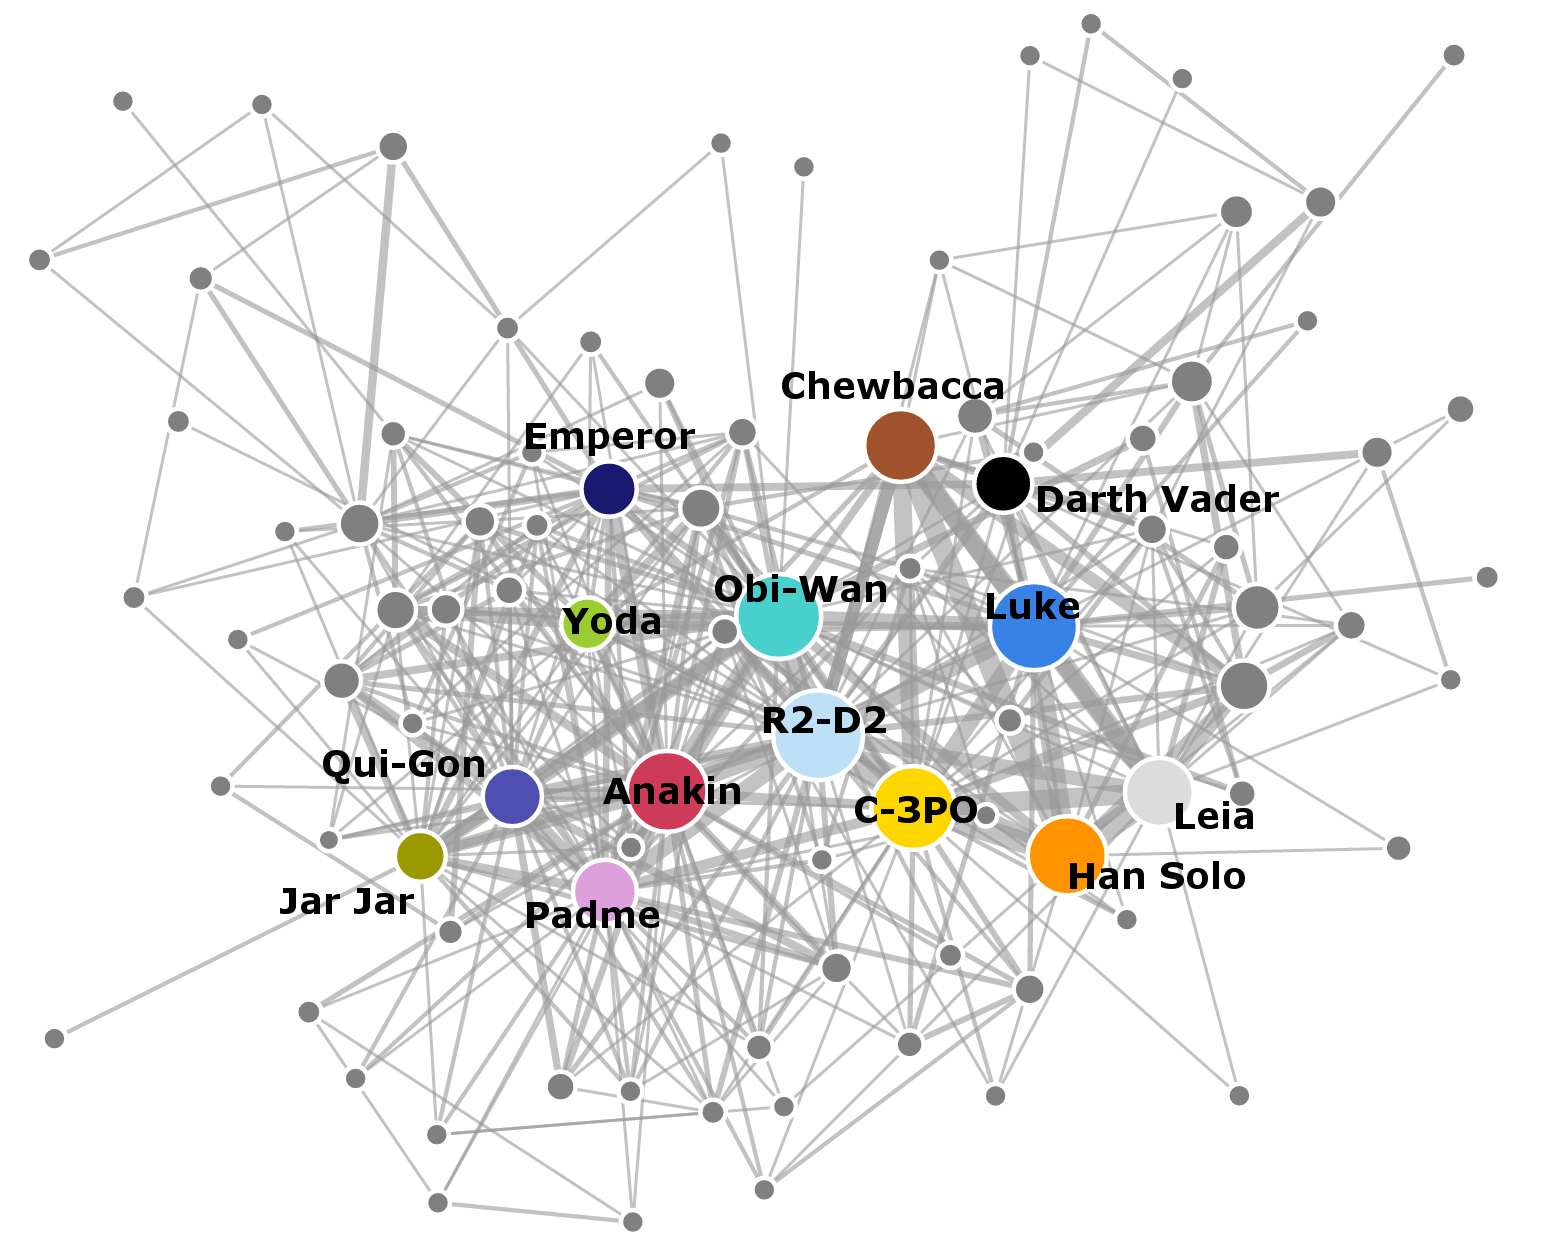 Chewbacca
Emperor
Darth Vader
Obi-Wan
Luke
Yoda
R2-D2
Qui-Gon
Anakin
C-3PO
Leia
Han Solo
Jar Jar
Padme